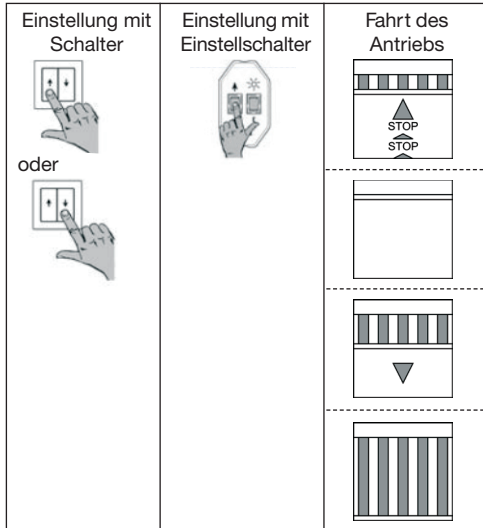 Einstellung mit
Schalter
Einstellung mit
Einstellschalter
Fahrt des
Antriebs
oder
STOP
STOP